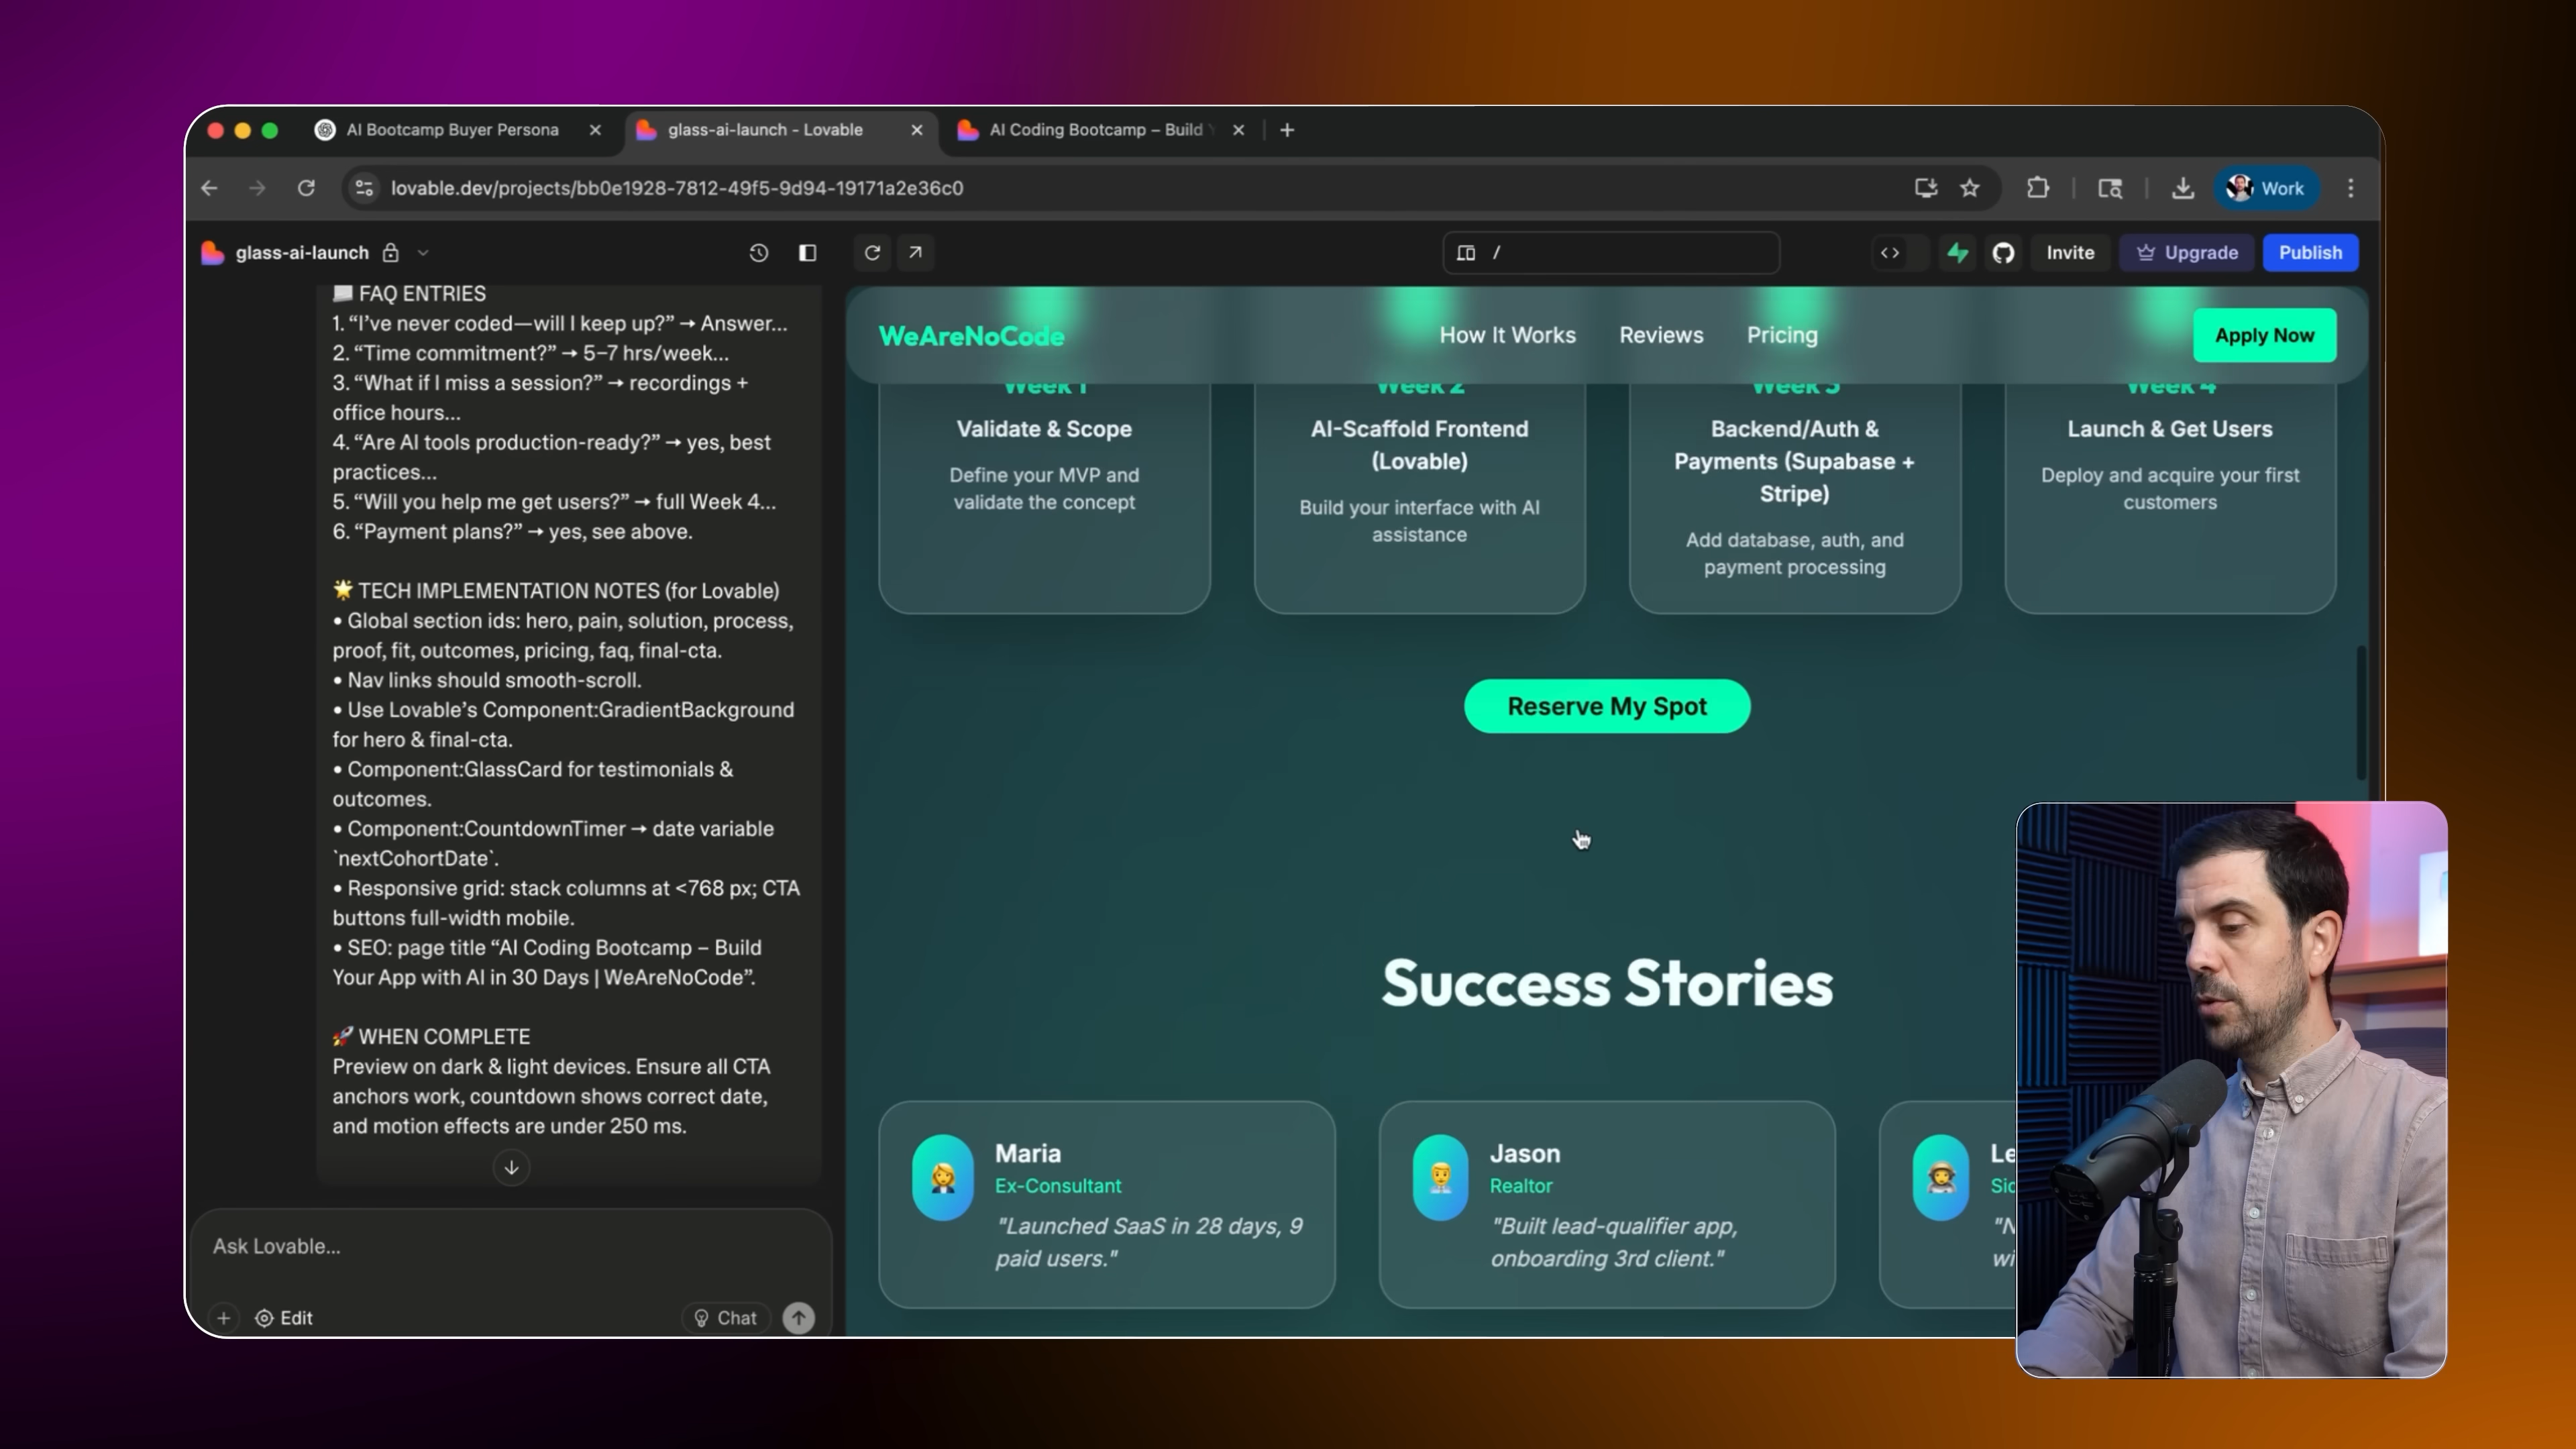 AI Bootcamp Buyer Persona
glass-ai-launch - Lovable
AI Coding Bootcamp – Build
lovable.dev/projects/bb0e1928-7812-49f5-9d94-19171a2e36c0
Work
glass-ai-launch
/
Invite
Upgrade
Publish
FAQ ENTRIES
1. “I’ve never coded—will I keep up?” → Answer...
2. “Time commitment?” → 5–7 hrs/week...
3. “What if I miss a session?” → recordings +
office hours...
4. “Are AI tools production-ready?” → yes, best
practices...
5. “Will you help me get users?” → full Week 4...
6. “Payment plans?” → yes, see above.
🌟 TECH IMPLEMENTATION NOTES (for Lovable)
• Global section ids: hero, pain, solution, process,
proof, fit, outcomes, pricing, faq, final-cta.
• Nav links should smooth-scroll.
• Use Lovable’s Component:GradientBackground
for hero & final-cta.
• Component:GlassCard for testimonials &
outcomes.
• Component:CountdownTimer → date variable
`nextCohortDate`.
• Responsive grid: stack columns at <768 px; CTA
buttons full-width mobile.
• SEO: page title “AI Coding Bootcamp – Build
Your App with AI in 30 Days | WeAreNoCode”.
🚀 WHEN COMPLETE
Preview on dark & light devices. Ensure all CTA
anchors work, countdown shows correct date,
and motion effects are under 250 ms.
Ask Lovable...
Edit
Chat
WeAreNoCode
How It Works
Reviews
Pricing
Apply Now
Week 1
Validate & Scope
Define your MVP and
validate the concept
Week 2
AI-Scaffold Frontend
(Lovable)
Build your interface with AI
assistance
Week 3
Backend/Auth &
Payments (Supabase +
Stripe)
Add database, auth, and
payment processing
Week 4
Launch & Get Users
Deploy and acquire your first
customers
Reserve My Spot
Success Stories
Maria
Ex-Consultant
"Launched SaaS in 28 days, 9
paid users."
Jason
Realtor
"Built lead-qualifier app,
onboarding 3rd client."